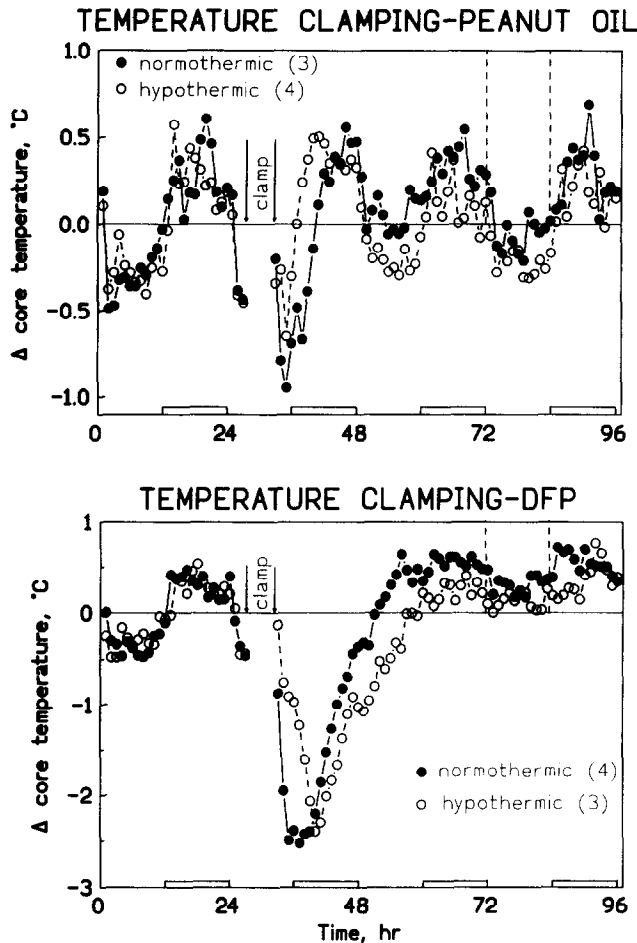 TEMPERATURE CLAMPING-PEANUT OIL
1.0
0.5
0.0
-0.5
-1.0
Δ core temperature, °C
● normothermic (3)
○ hypothermic (4)
clamp
0 24 48 72 96
TEMPERATURE CLAMPING-DFP
1
0
-1
-2
-3
Δ core temperature, °C
clamp
● normothermic (4)
○ hypothermic (3)
0 24 48 72 96
Time, hr